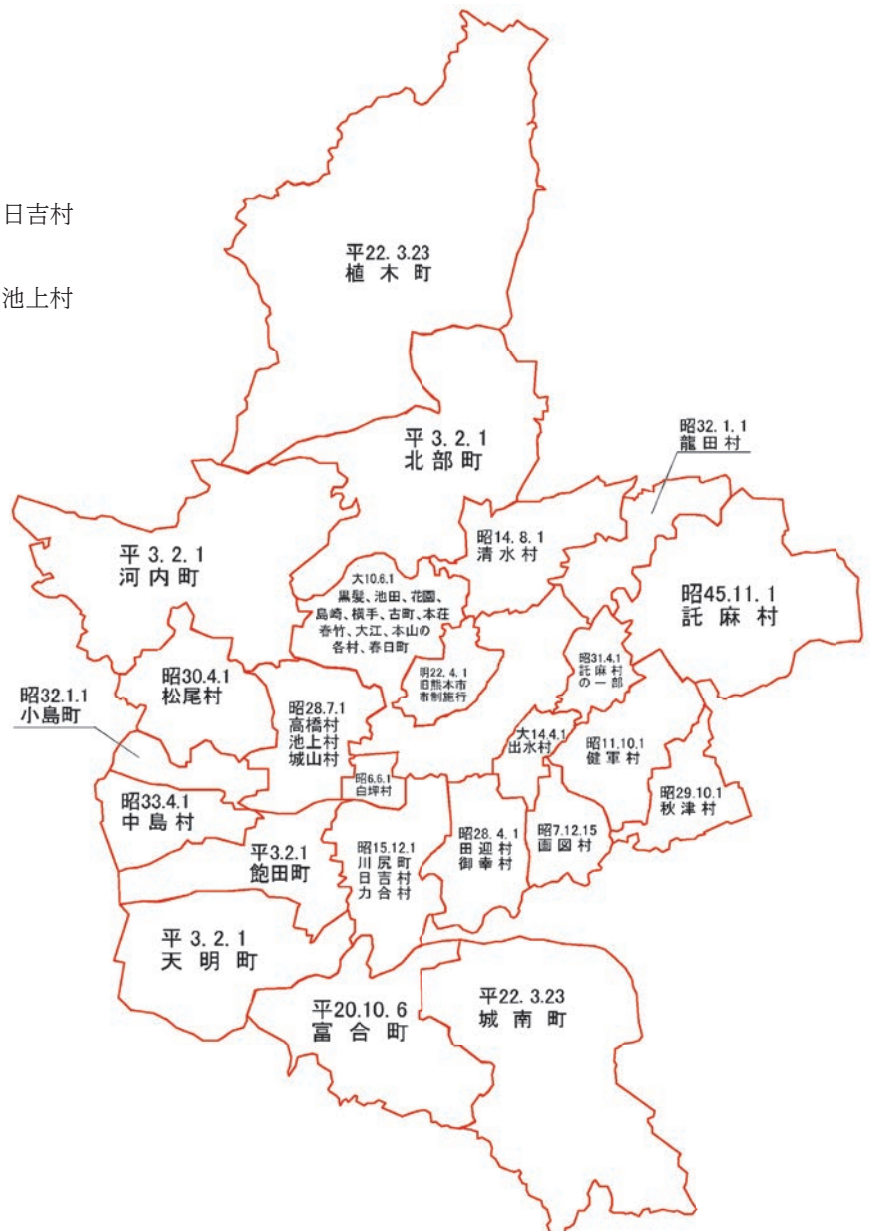 日吉村
池上村
平22.3.23
植木町
平3.2.1
北部町
昭32.1.1
龍田村
昭14.8.1
清水村
平3.2.1
河内町
大10.6.1
黒髪、池田、花園、
島崎、横手、古町、本荘
春竹、大江、本山の
各村、春日町
昭45.11.1
託麻村
昭31.4.1
託麻村
の一部
明22.4.1
旧熊本市
市制施行
昭30.4.1
松尾村
昭32.1.1
小島町
昭28.7.1
高橋村
池上村
城山村
大14.4.1
出水村
昭11.10.1
健軍村
昭6.6.1
白坪村
昭29.10.1
秋津村
昭33.4.1
中島村
平3.2.1
飽田町
昭15.12.1
川尻町
日吉村
力合村
昭28.4.1
田迎村
御幸村
昭7.12.15
画図村
平3.2.1
天明町
平20.10.6
富合町
平22.3.23
城南町